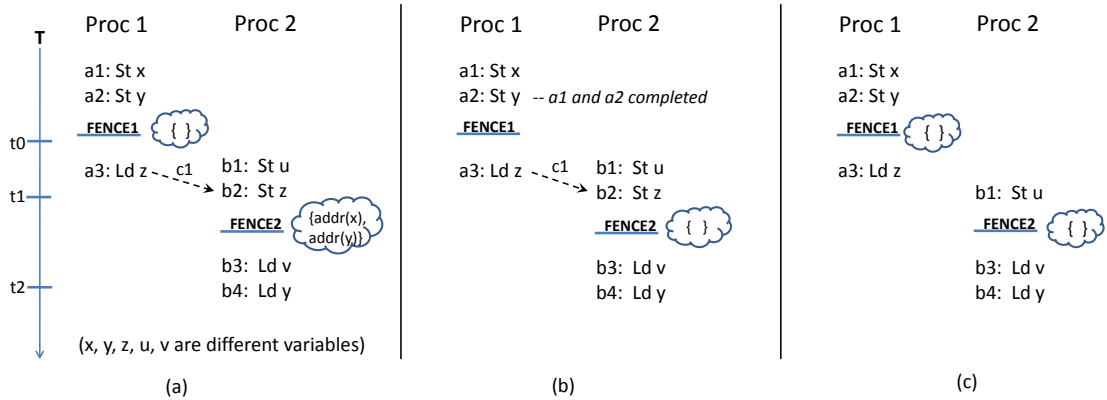 T
Proc 1
Proc 2
a1: St x
a2: St y
FENCE1
{ }
t0
a3: Ld z
c1
b1: St u
t1
b2: St z
FENCE2
{addr(x),
addr(y)}
b3: Ld v
t2
b4: Ld y
(x, y, z, u, v are different variables)
(a)
Proc 1
Proc 2
a1: St x
a2: St y -- a1 and a2 completed
FENCE1
a3: Ld z
c1
b1: St u
b2: St z
FENCE2
{ }
b3: Ld v
b4: Ld y
(b)
Proc 1
Proc 2
a1: St x
a2: St y
FENCE1
{ }
a3: Ld z
b1: St u
FENCE2
{ }
b3: Ld v
b4: Ld y
(c)